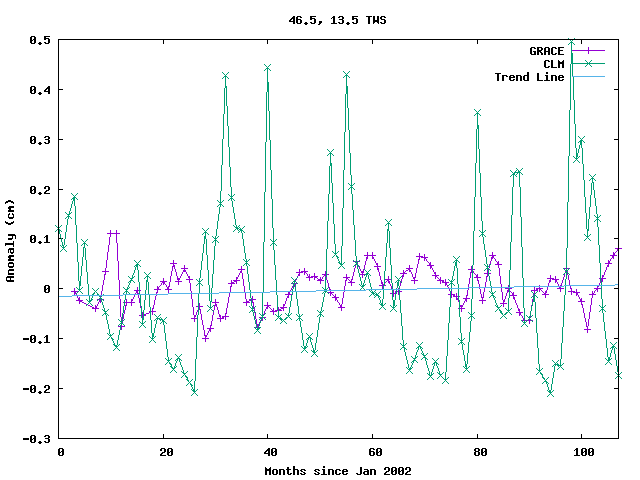 46.5, 13.5 TWS
GRACE
CLM
Trend Line
0.5
0.4
0.3
0.2
0.1
0
-0.1
-0.2
-0.3
Anomaly (cm)
0 20 40 60 80 100
Months since Jan 2002